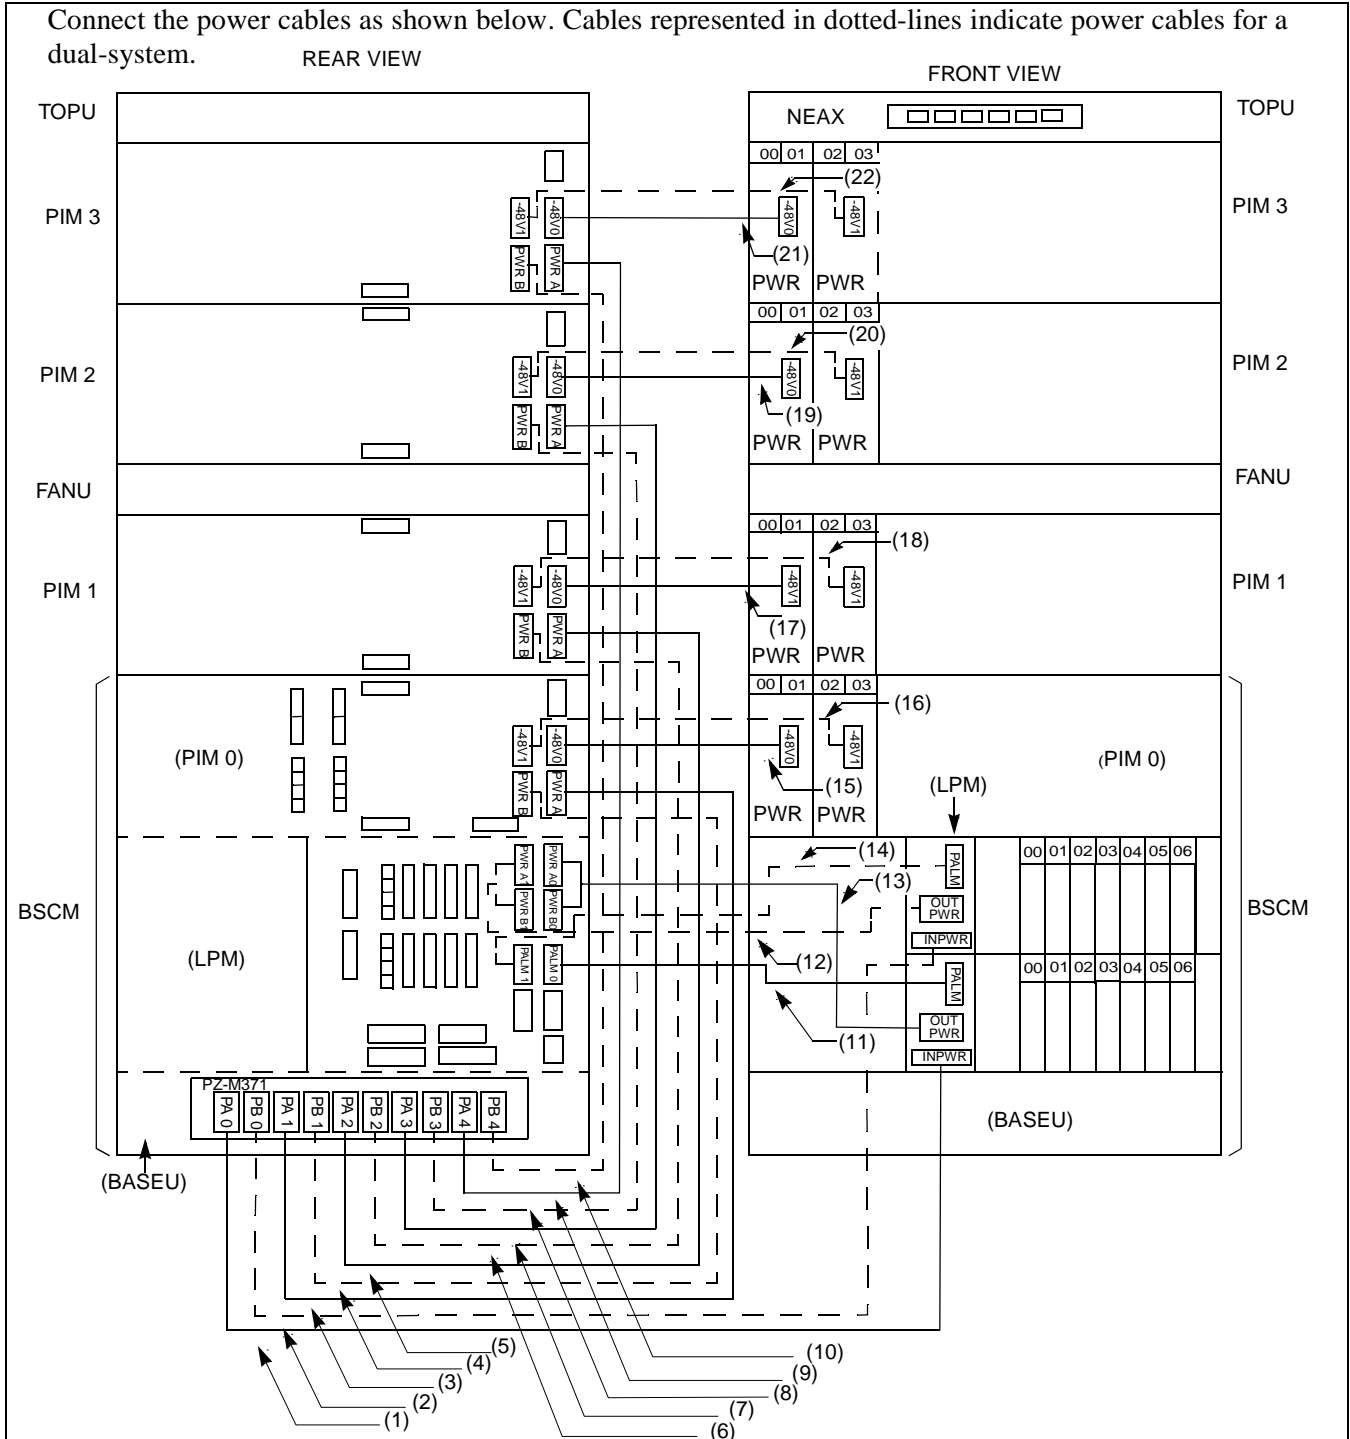 Connect the power cables as shown below. Cables represented in dotted-lines indicate power cables for a
dual-system.
REAR VIEW
FRONT VIEW
TOPU
NEAX
TOPU
00 01 02 03
(22)
PIM 3
-48V1 -48V0
-48V0 -48V1
PIM 3
(21)
PWR B PWR A
PWR PWR
00 01 02 03
(20)
PIM 2
-48V1 -48V0
-48V0 -48V1
PIM 2
(19)
PWR B PWR A
PWR PWR
FANU
FANU
00 01 02 03
(18)
PIM 1
-48V1 -48V0
-48V1 -48V1
PIM 1
(17)
PWR B PWR A
PWR PWR
00 01 02 03
(16)
(PIM 0)
-48V1 -48V0
-48V0 -48V1
(PIM 0)
(15)
(LPM)
PWR B PWR A
PWR PWR
(14)
PWR A1 PWR A0
PALM
00 01 02 03 04 05 06
(13)
BSCM
PWR B1 PWR B0
OUT
PWR
BSCM
INPWR
(LPM)
PALM 1 PALM 0
(12)
PALM
00 01 02 03 04 05 06
(11)
OUT
PWR
INPWR
PZ-M371
PA 0 PB 0 PA 1 PB 1 PA 2 PB 2 PA 3 PB 3 PA 4 PB 4
(BASEU)
(BASEU)
(5)
(10)
(4)
(9)
(3)
(8)
(2)
(7)
(1)
(6)